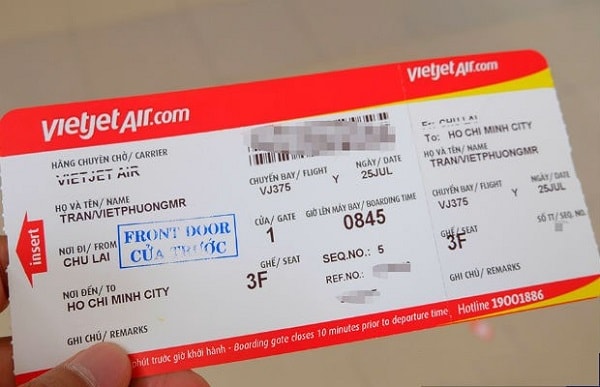 vietjetAir.com
HÃNG CHUYÊN CHỞ/ CARRIER
VIETJET AIR
HỌ VÀ TÊN/ NAME
TRAN/VIETPHUONGMR
CHUYẾN BAY/ FLIGHT
NGÀY/ DATE
VJ375 Y 25JUL
NƠI ĐI/ FROM
CHU LAI
FRONT DOOR
CỬA TRƯỚC
CỬA/ GATE
GIỜ LÊN MÁY BAY/ BOARDING TIME
1
0845
NƠI ĐẾN/ TO
HO CHI MINH CITY
GHẾ/ SEAT
3F
SEQ.NO.: 5
REF.NO.:
GHI CHÚ/ REMARKS
insert
phút trước giờ khởi hành - Boarding gate closes 10 minutes prior to departure time
vietjetAir.com
CHU LAI
To: HO CHI MINH CITY
HỌ VÀ TÊN/ NAME
TRAN/VIETPHUONGMR
CHUYẾN BAY/ FLIGHT
NGÀY/ DATE
VJ375 Y 25JUL
GHẾ/ SEAT
SỐ TT/ SEQ. NO.
3F
GHI CHÚ/ REMARKS
Hotline 19001886